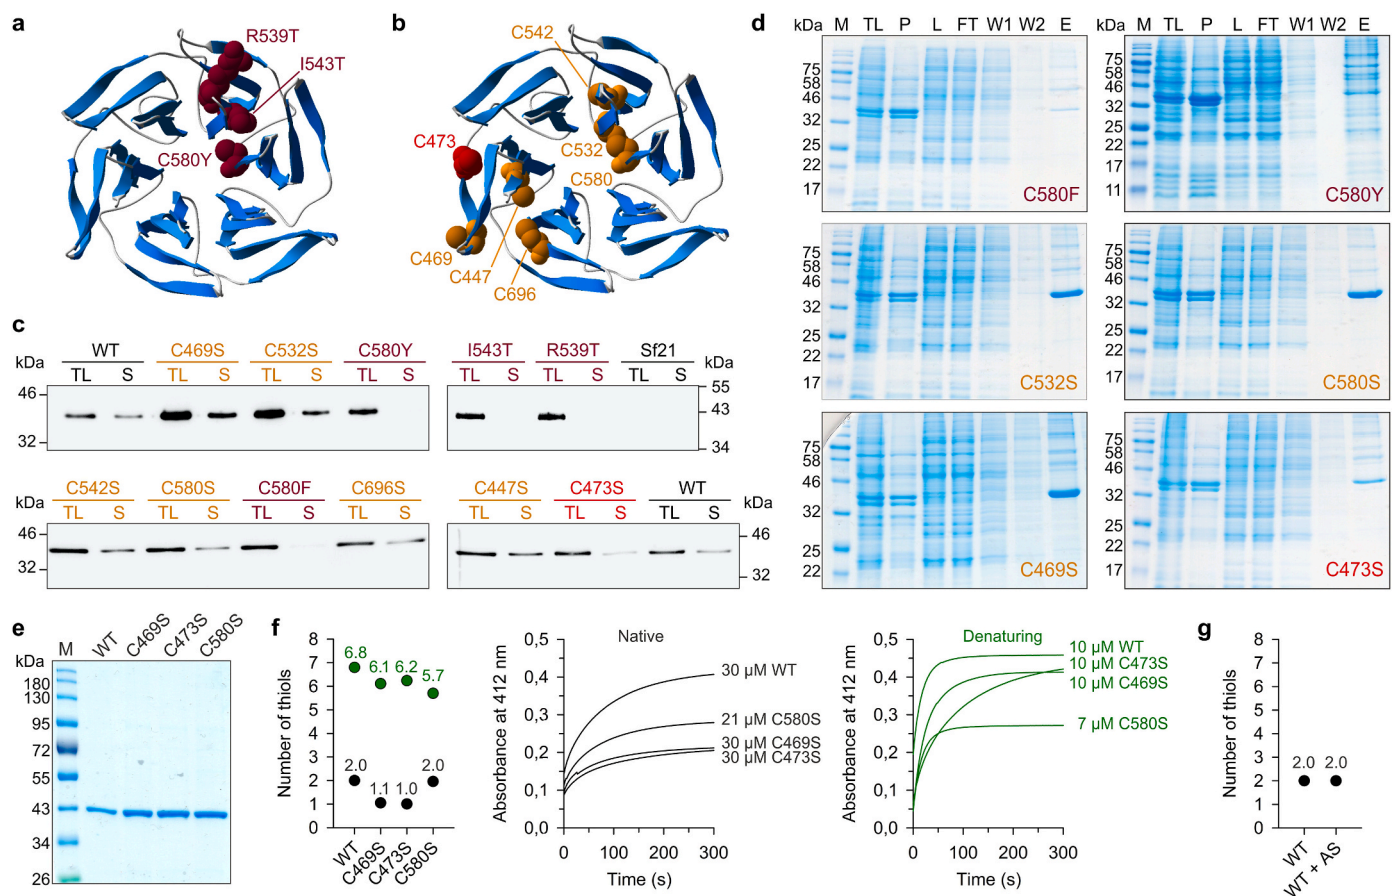 a
R539T
I543T
C580Y
b
C542
C473
C532
C580
C469
C447
C696
c
kDa WT C469S C532S C580Y I543T R539T Sf21 kDa
TL S TL S TL S TL S TL S TL S TL S
46
32
55
43
34
C542S C580S C580F C696S C447S C473S WT
kDa TL S TL S TL S TL S TL S TL S TL S kDa
46
32
46
32
d
kDa M TL P L FT W1 W2 E
75
58
46
32
25
22
17
C580F
kDa M TL P L FT W1 W2 E
75
58
46
32
25
22
17
11
C580Y
75
58
46
32
25
22
17
C532S
75
58
46
32
25
22
17
C580S
75
58
46
32
25
22
C469S
75
58
46
32
25
22
17
C473S
e
kDa M WT C469S C473S C580S
180
130
95
72
55
43
34
26
f
Number of thiols
8
7
6
5
4
3
2
1
0
6.8
6.1
6.2
5.7
2.0
1.1
1.0
2.0
WT C469S C473S C580S
Native
Absorbance at 412 nm
0,5
0,4
0,3
0,2
0,1
0,0
30 µM WT
21 µM C580S
30 µM C469S
30 µM C473S
0 100 200 300
Time (s)
Denaturing
Absorbance at 412 nm
0,5
0,4
0,3
0,2
0,1
0,0
10 µM WT
10 µM C473S
10 µM C469S
7 µM C580S
0 100 200 300
Time (s)
g
Number of thiols
8
7
6
5
4
3
2
1
0
2.0 2.0
WT WT + AS